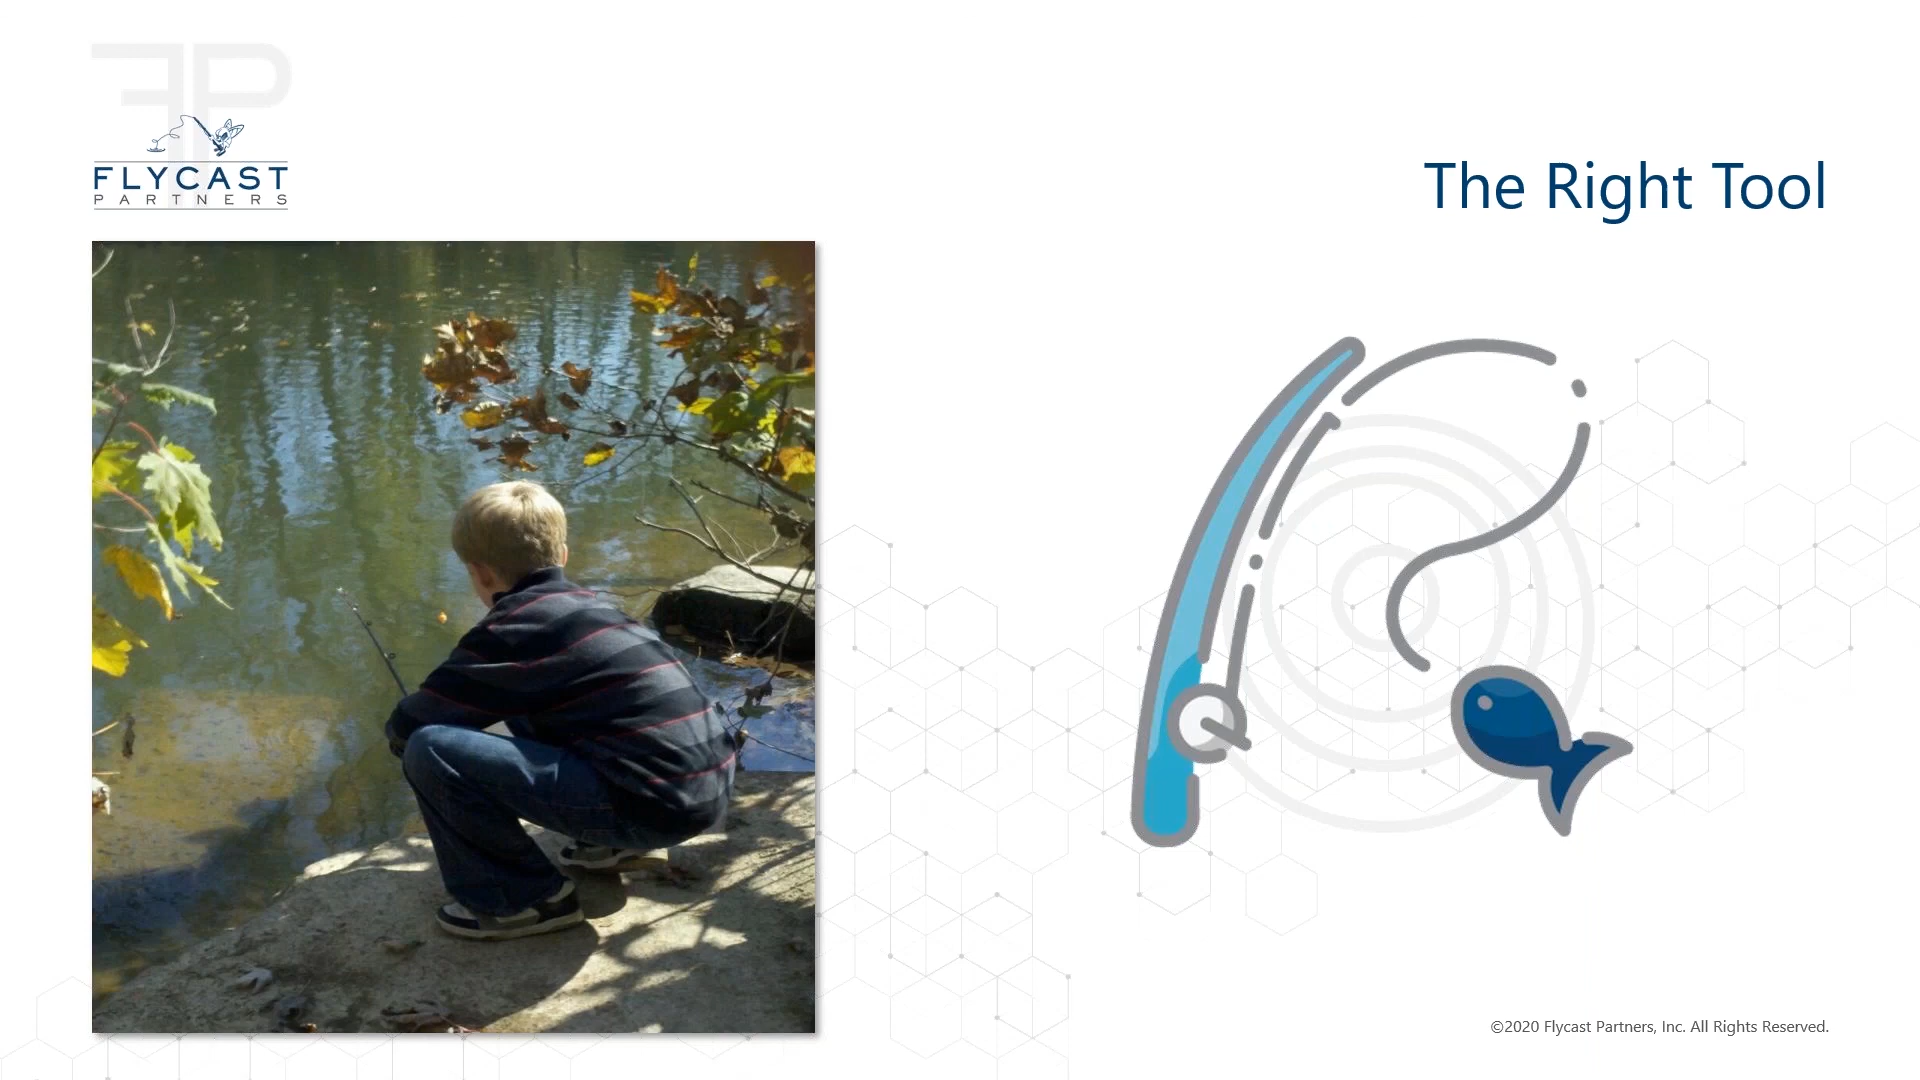 FLYCAST
PARTNERS
The Right Tool
©2020 Flycast Partners, Inc. All Rights Reserved.